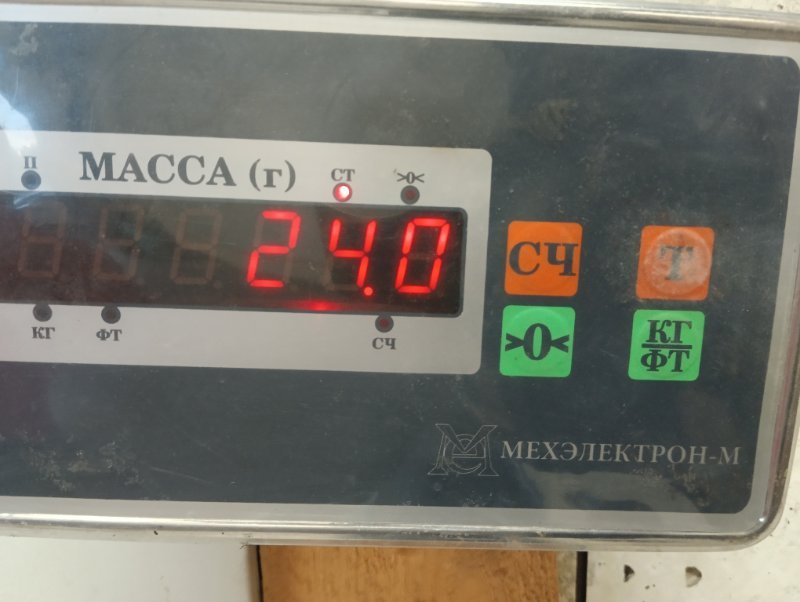 П МАССА (г) СТ >0<
24.0
КГ ФТ СЧ
СЧ Т
>0< КГ/ФТ
МЕХЭЛЕКТРОН-М